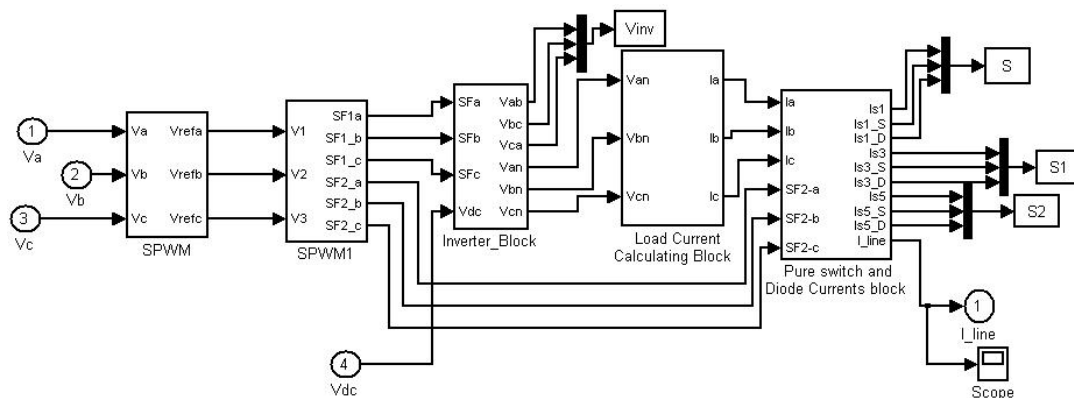 1
Va
2
Vb
3
Vc
Va
Vb
Vc
Vrefa
Vrefb
Vrefc
SPWM
V1
V2
V3
SF1a
SF1_b
SF1_c
SF2_a
SF2_b
SF2_c
SPWM1
SFa
SFb
SFc
Vdc
Vab
Vbc
Vca
Van
Vbn
Vcn
Inverter_Block
Vinv
Van
Vbn
Vcn
Ia
Ib
Ic
Load Current
Calculating Block
Ia
Ib
Ic
SF2-a
SF2-b
SF2-c
Is1
Is1_S
Is1_D
Is3
Is3_S
Is3_D
Is5
Is5_S
Is5_D
I_line
Pure switch and
Diode Currents block
S
S1
S2
1
I_line
Scope
4
Vdc